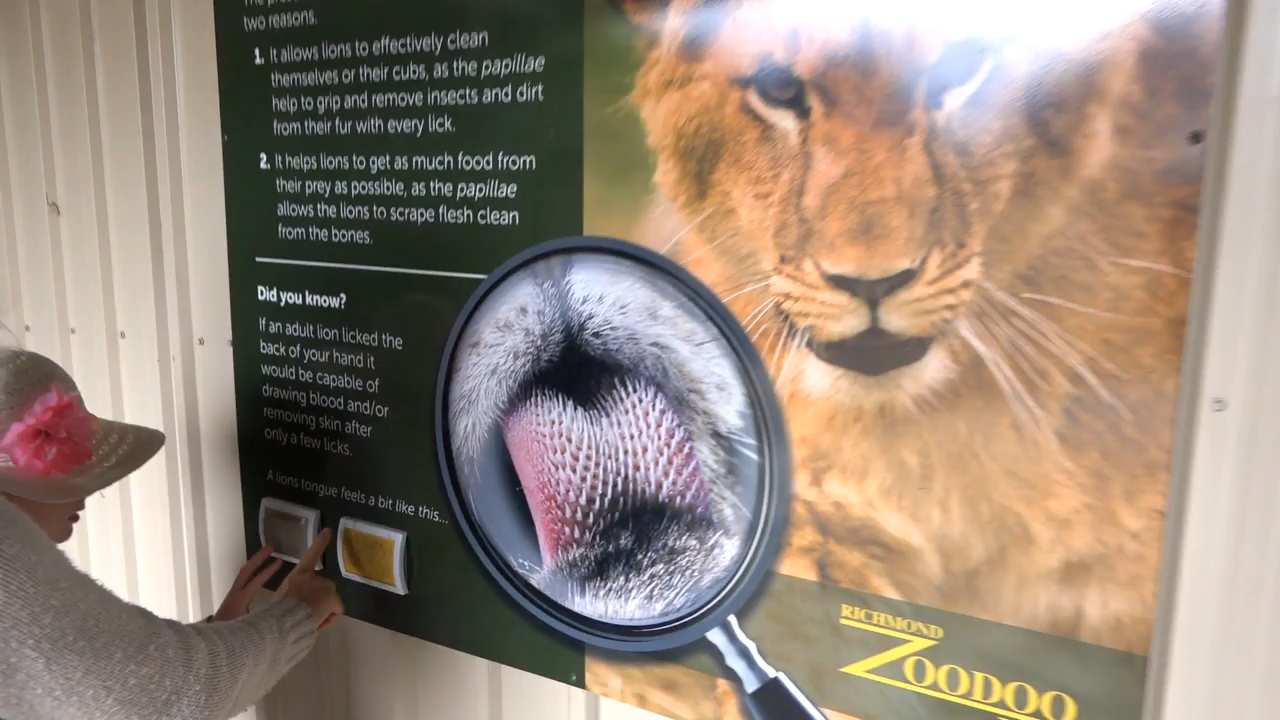 two reasons.
1. It allows lions to effectively clean
themselves or their cubs, as the papillae
help to grip and remove insects and dirt
from their fur with every lick.
2. It helps lions to get as much food from
their prey as possible, as the papillae
allows the lions to scrape flesh clean
from the bones.
Did you know?
If an adult lion licked the
back of your hand it
would be capable of
drawing blood and/or
removing skin after
only a few licks.
A lions tongue feels a bit like this...
RICHMOND
ZOODOO